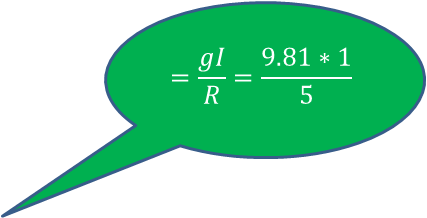 = gI/R = 9.81 * 1/5